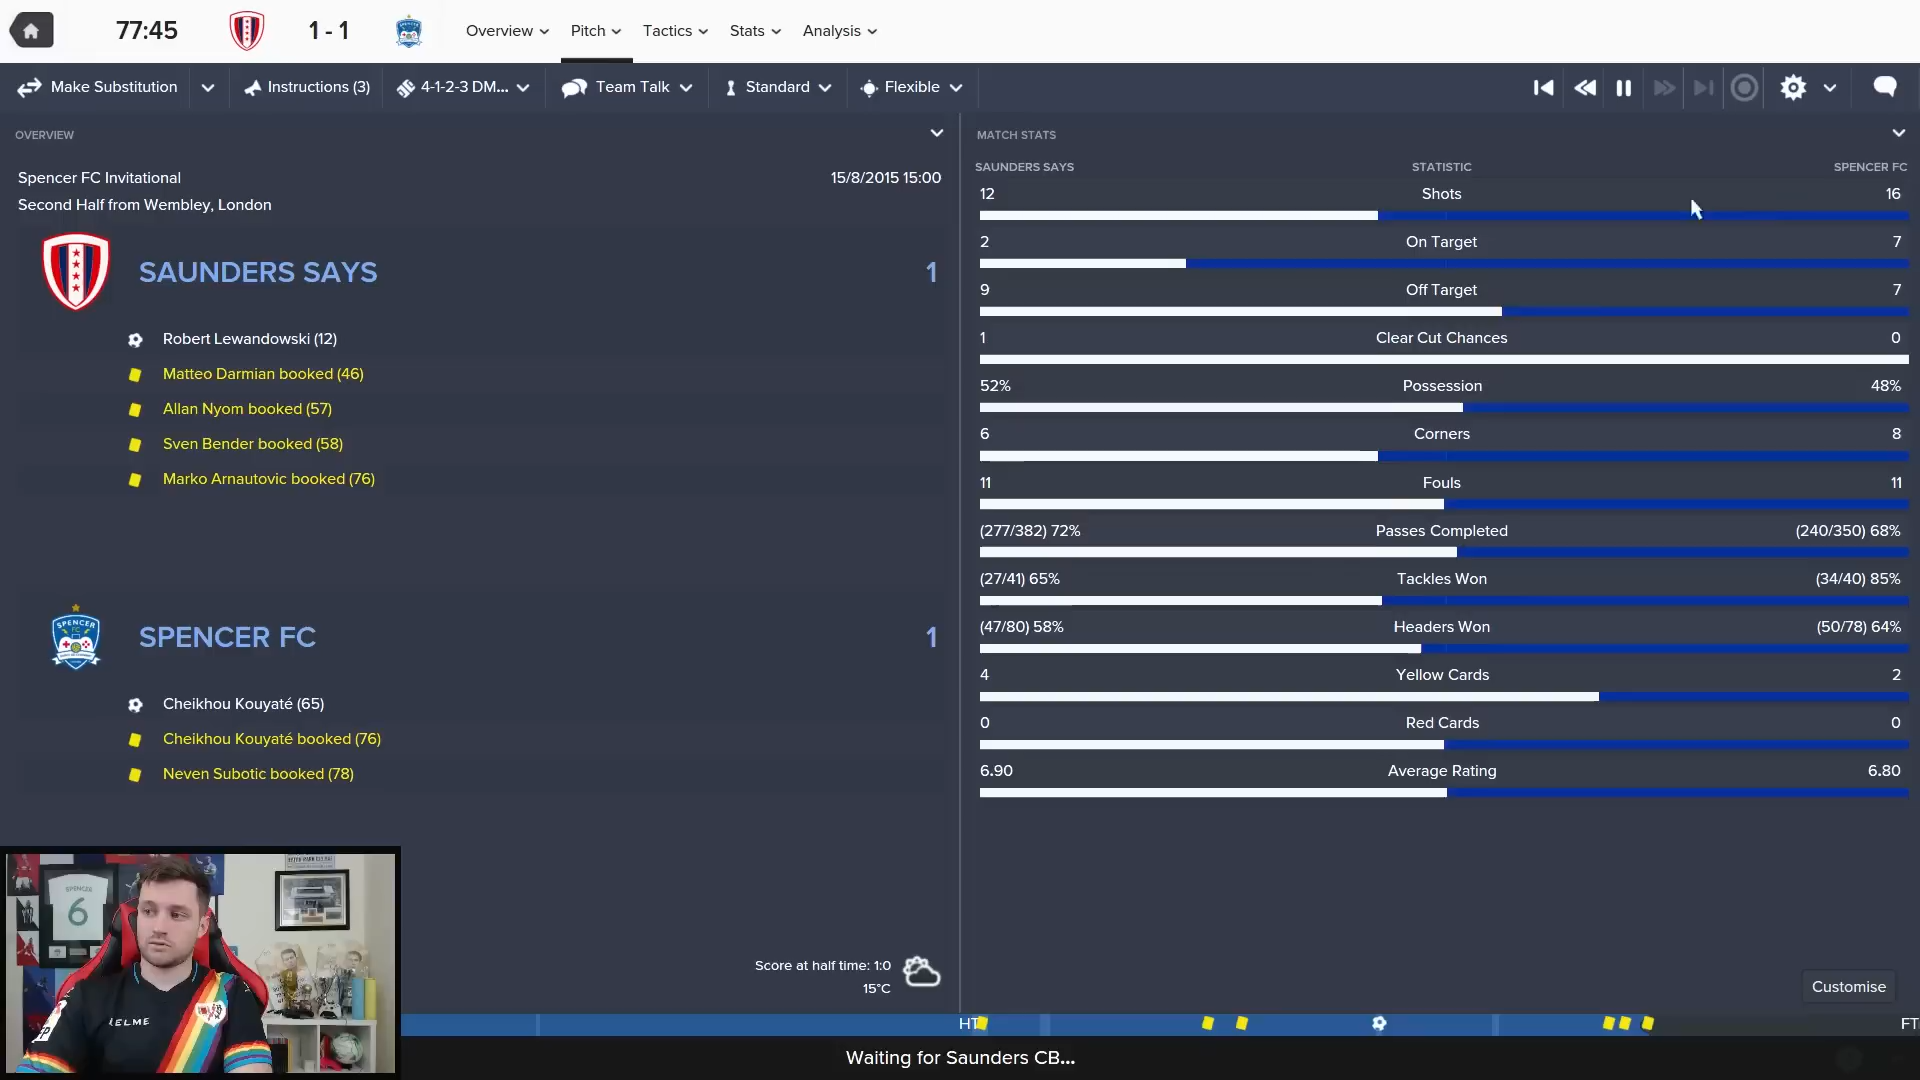 77:45 1 - 1 Overview Pitch Tactics Stats Analysis
Make Substitution Instructions (3) 4-1-2-3 DM... Team Talk Standard Flexible
OVERVIEW
Spencer FC Invitational 15/8/2015 15:00
Second Half from Wembley, London
SAUNDERS SAYS 1
Robert Lewandowski (12)
Matteo Darmian booked (46)
Allan Nyom booked (57)
Sven Bender booked (58)
Marko Arnautovic booked (76)
SPENCER
FC
SPENCER FC 1
Cheikhou Kouyaté (65)
Cheikhou Kouyaté booked (76)
Neven Subotic booked (78)
Score at half time: 1:0
15°C
MATCH STATS
SAUNDERS SAYS STATISTIC SPENCER FC
12 Shots 16
2 On Target 7
9 Off Target 7
1 Clear Cut Chances 0
52% Possession 48%
6 Corners 8
11 Fouls 11
(277/382) 72% Passes Completed (240/350) 68%
(27/41) 65% Tackles Won (34/40) 85%
(47/80) 58% Headers Won (50/78) 64%
4 Yellow Cards 2
0 Red Cards 0
6.90 Average Rating 6.80
Customise
SPENCER
6
KELME
HT FT
Waiting for Saunders CB...